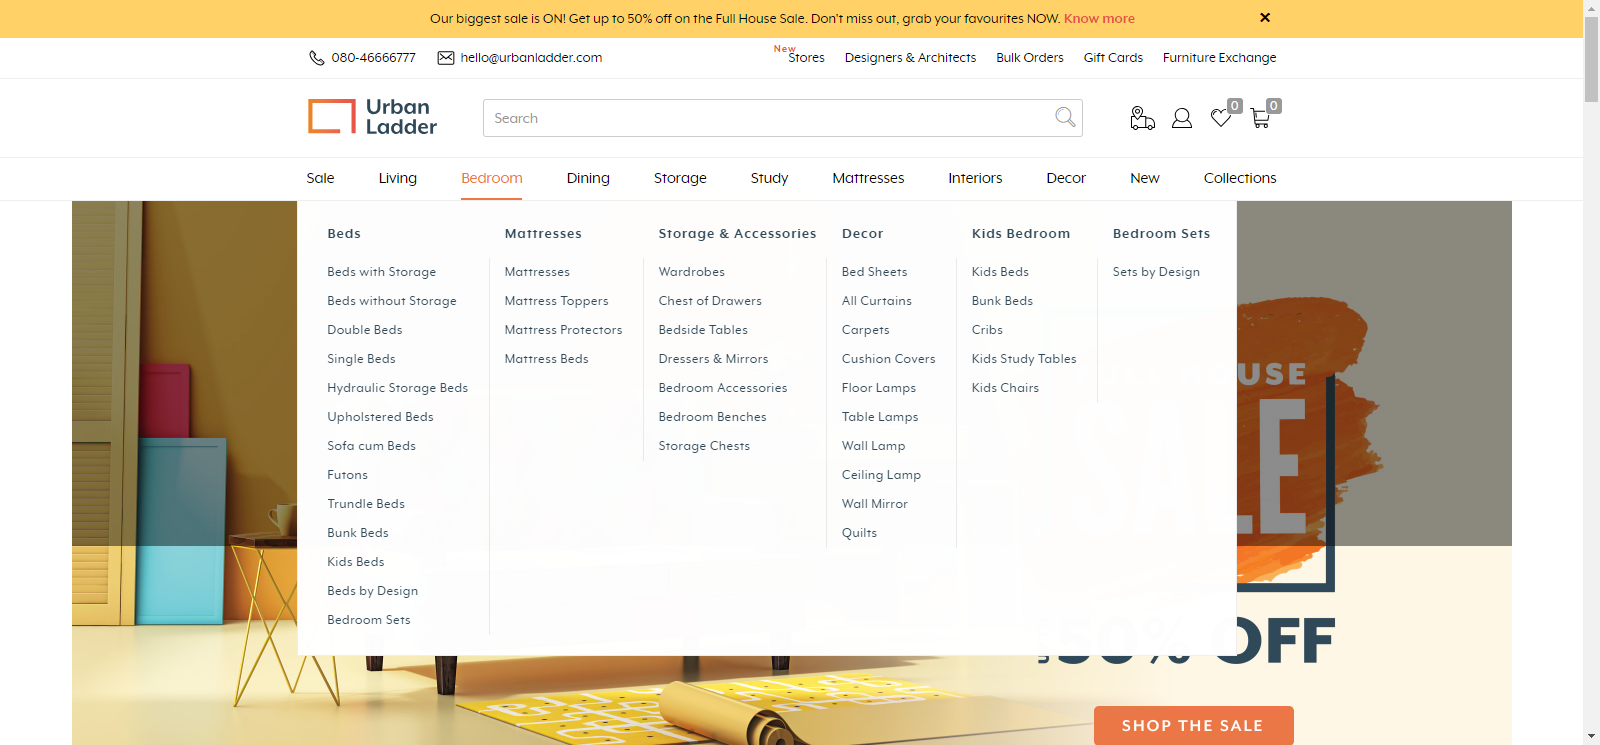 Our biggest sale is ON! Get up to 50% off on the Full House Sale. Don't miss out, grab your favourites NOW. Know more
080-46666777 hello@urbanladder.com New Stores Designers & Architects Bulk Orders Gift Cards Furniture Exchange
Urban
Ladder
Search
0 0
Sale Living Bedroom Dining Storage Study Mattresses Interiors Decor New Collections
Beds
Beds with Storage
Beds without Storage
Double Beds
Single Beds
Hydraulic Storage Beds
Upholstered Beds
Sofa cum Beds
Futons
Trundle Beds
Bunk Beds
Kids Beds
Beds by Design
Bedroom Sets
Mattresses
Mattresses
Mattress Toppers
Mattress Protectors
Mattress Beds
Storage & Accessories
Wardrobes
Chest of Drawers
Bedside Tables
Dressers & Mirrors
Bedroom Accessories
Bedroom Benches
Storage Chests
Decor
Bed Sheets
All Curtains
Carpets
Cushion Covers
Floor Lamps
Table Lamps
Wall Lamp
Ceiling Lamp
Wall Mirror
Quilts
Kids Bedroom
Kids Beds
Bunk Beds
Cribs
Kids Study Tables
Kids Chairs
Bedroom Sets
Sets by Design
HOUSE
SALE
50% OFF
SHOP THE SALE